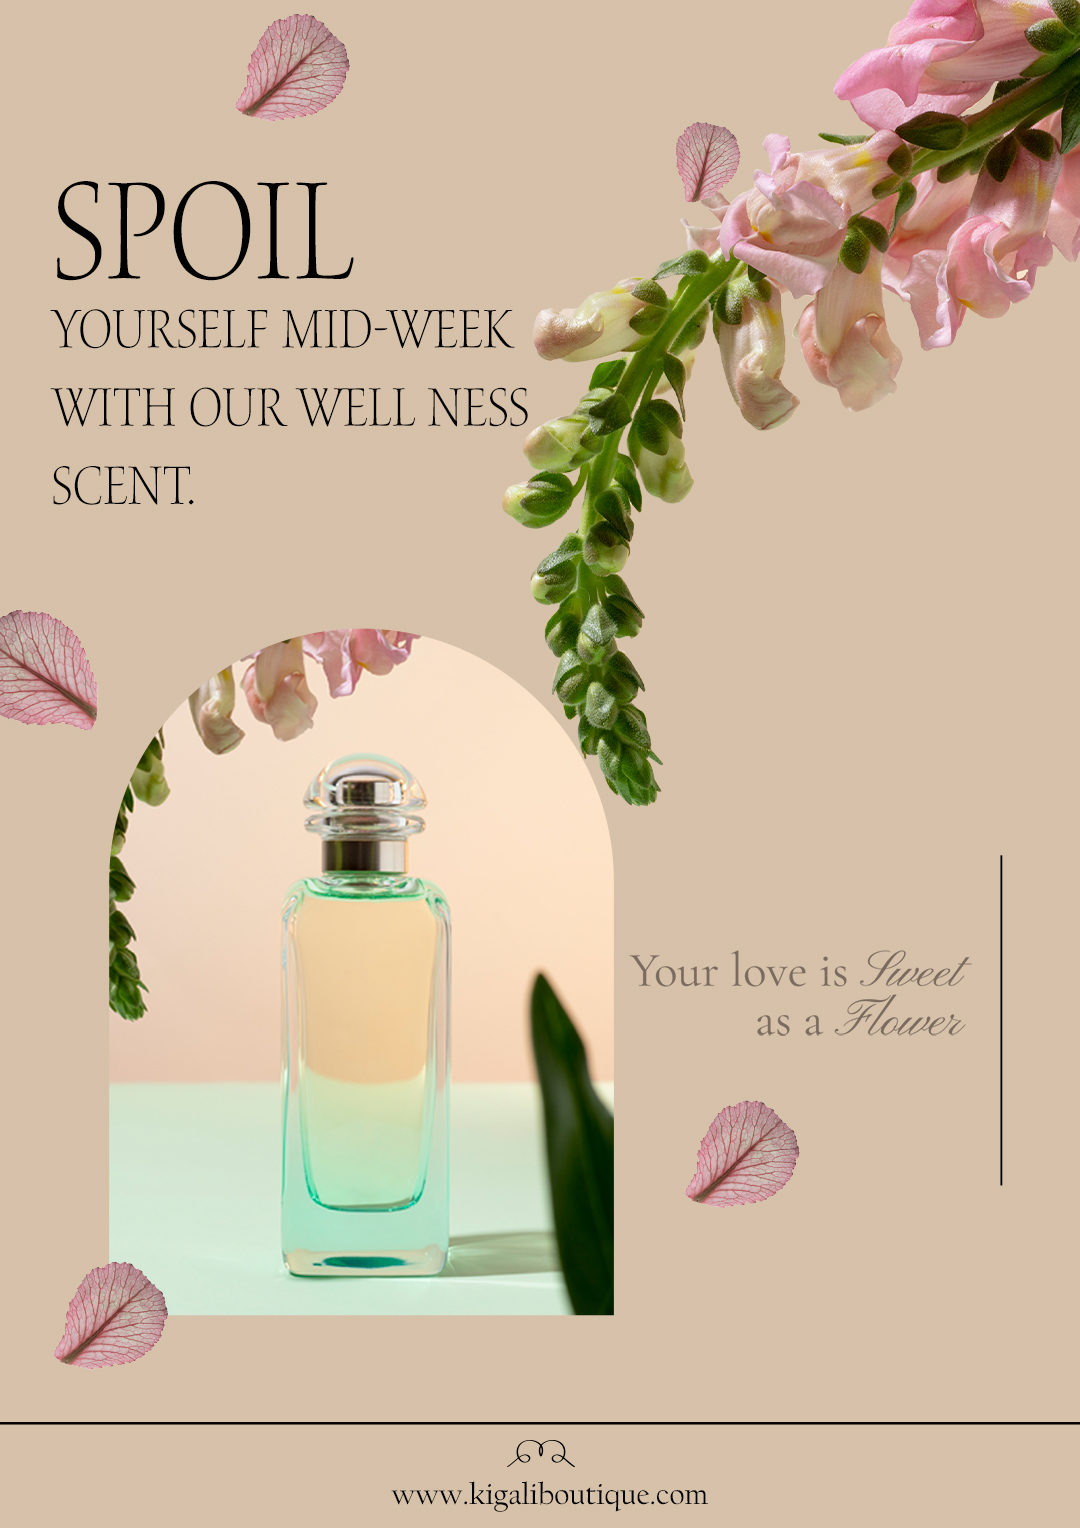 SPOIL
YOURSELF MID-WEEK
WITH OUR WELL NESS
SCENT.
Your love is Sweet
as a Flower
www.kigaliboutique.com